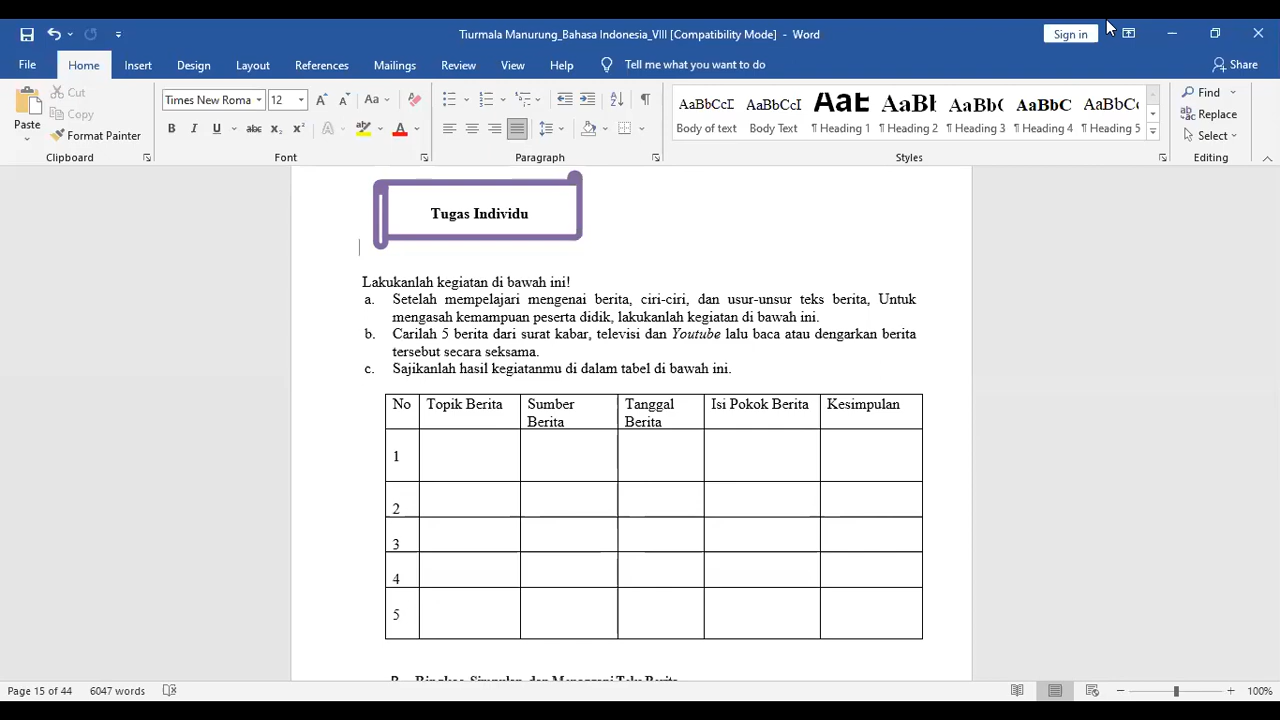 Tiurmala Manurung_Bahasa Indonesia_VIII [Compatibility Mode] - Word
Sign in
File Home Insert Design Layout References Mailings Review View Help Tell me what you want to do Share
Paste
Cut
Copy
Format Painter
Clipboard
Times New Roma 12
Font
Paragraph
AaBbCcD AaBbCcD AaB AaBb( AaBb( AaBbC AaBbCc
Body of text Body Text ¶ Heading 1 ¶ Heading 2 ¶ Heading 3 ¶ Heading 4 ¶ Heading 5
Styles
Find
Replace
Select
Editing
Tugas Individu
Lakukanlah kegiatan di bawah ini!
a. Setelah mempelajari mengenai berita, ciri-ciri, dan usur-unsur teks berita, Untuk
mengasah kemampuan peserta didik, lakukanlah kegiatan di bawah ini.
b. Carilah 5 berita dari surat kabar, televisi dan Youtube lalu baca atau dengarkan berita
tersebut secara seksama.
c. Sajikanlah hasil kegiatanmu di dalam tabel di bawah ini.
No Topik Berita Sumber Berita Tanggal Berita Isi Pokok Berita Kesimpulan
1
2
3
4
5
Page 15 of 44 6047 words
100%